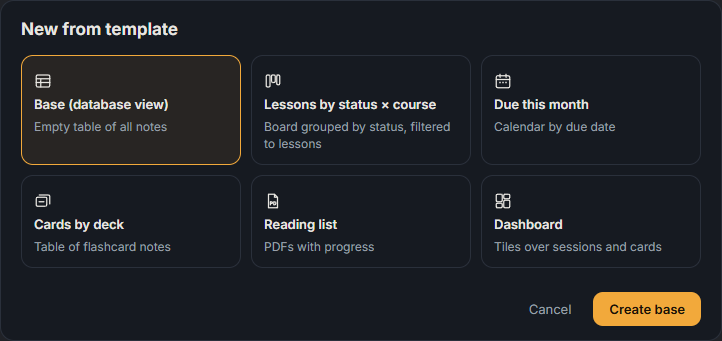 New from template
Base (database view)
Empty table of all notes
Lessons by status × course
Board grouped by status, filtered
to lessons
Due this month
Calendar by due date
Cards by deck
Table of flashcard notes
Reading list
PDFs with progress
Dashboard
Tiles over sessions and cards
Cancel
Create base